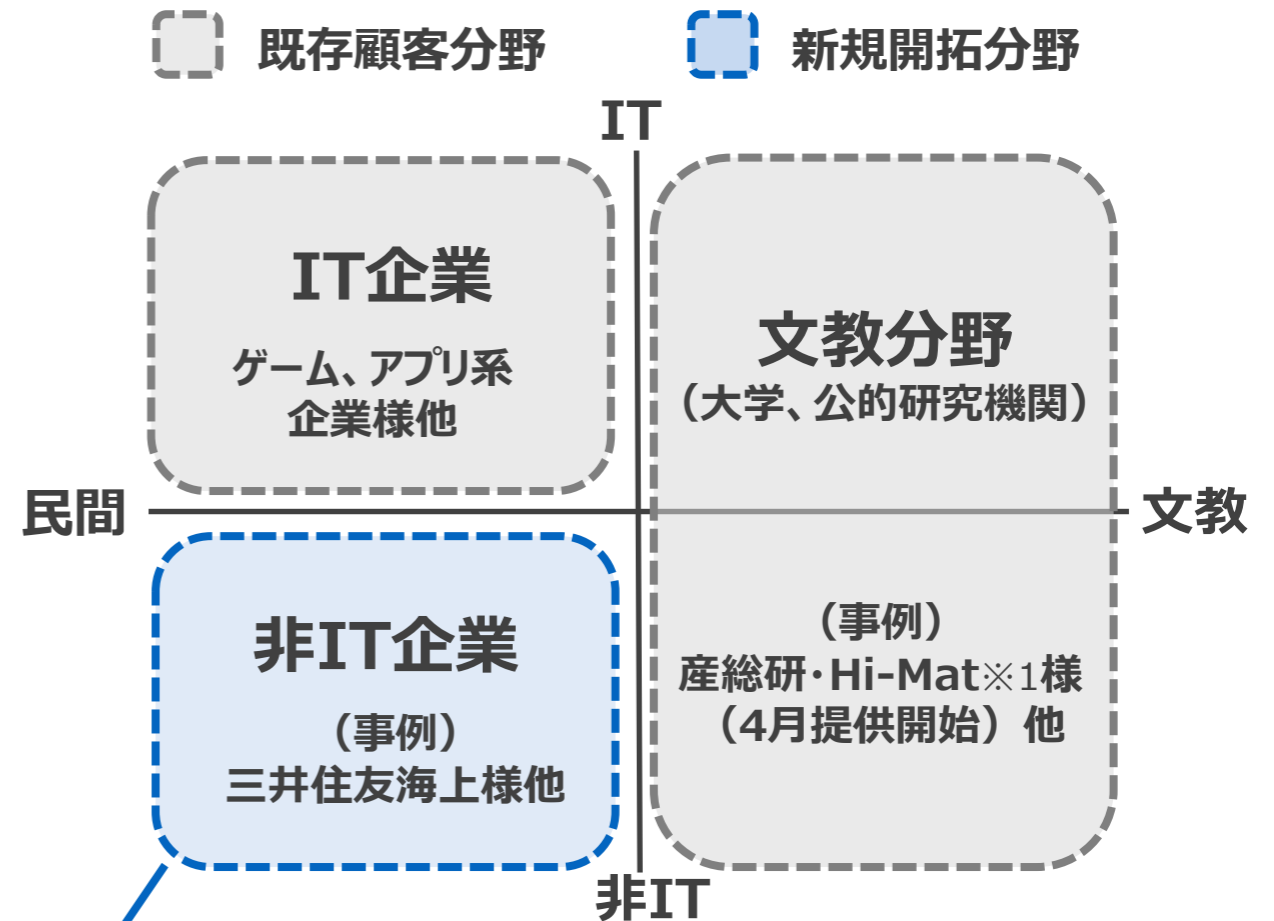 既存顧客分野
新規開拓分野
IT
IT企業
ゲーム、アプリ系
企業様他
文教分野
（大学、公的研究機関）
民間
文教
非IT企業
（事例）
三井住友海上様他
（事例）
産総研・Hi-Mat※1様
（4月提供開始）他
非IT